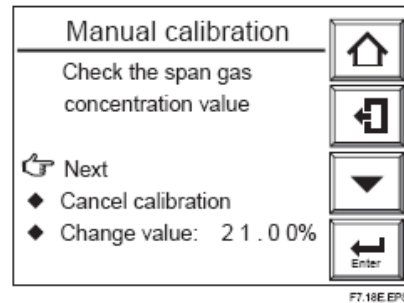 Manual calibration
Check the span gas
concentration value
Next
Cancel calibration
Change value: 21.00%
Enter
F7.18E.EPS